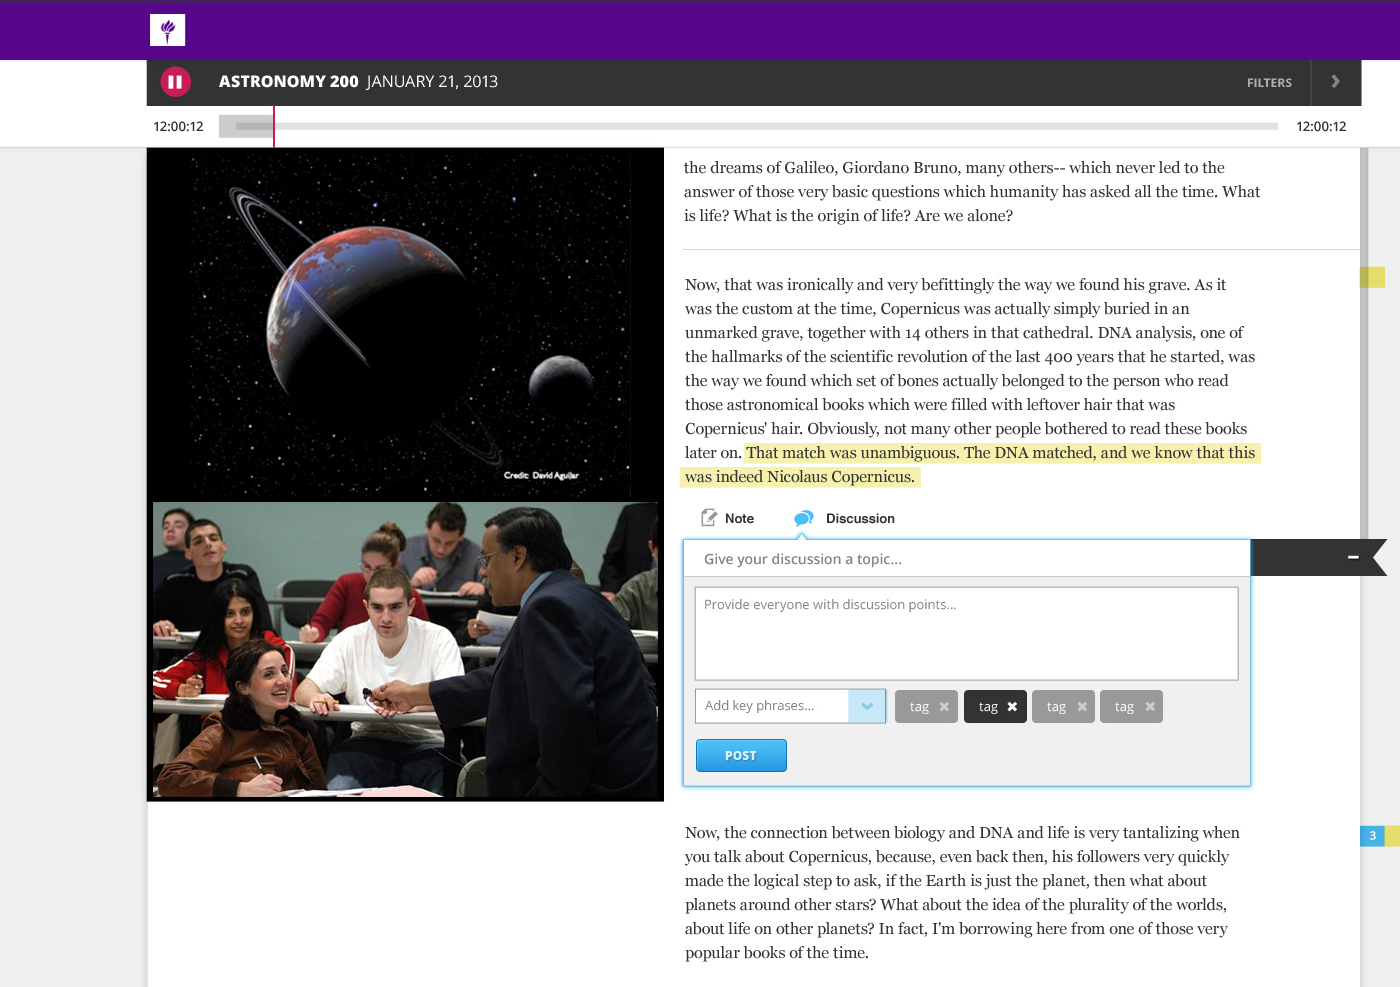 ASTRONOMY 200 JANUARY 21, 2013
FILTERS
12:00:12
12:00:12
the dreams of Galileo, Giordano Bruno, many others-- which never led to the
answer of those very basic questions which humanity has asked all the time. What
is life? What is the origin of life? Are we alone?
Credit: David Aguilar
Now, that was ironically and very befittingly the way we found his grave. As it
was the custom at the time, Copernicus was actually simply buried in an
unmarked grave, together with 14 others in that cathedral. DNA analysis, one of
the hallmarks of the scientific revolution of the last 400 years that he started, was
the way we found which set of bones actually belonged to the person who read
those astronomical books which were filled with leftover hair that was
Copernicus' hair. Obviously, not many other people bothered to read these books
later on. That match was unambiguous. The DNA matched, and we know that this
was indeed Nicolaus Copernicus.
Note
Discussion
Give your discussion a topic...
Provide everyone with discussion points...
Add key phrases...
tag
tag
tag
tag
POST
3
Now, the connection between biology and DNA and life is very tantalizing when
you talk about Copernicus, because, even back then, his followers very quickly
made the logical step to ask, if the Earth is just the planet, then what about
planets around other stars? What about the idea of the plurality of the worlds,
about life on other planets? In fact, I'm borrowing here from one of those very
popular books of the time.